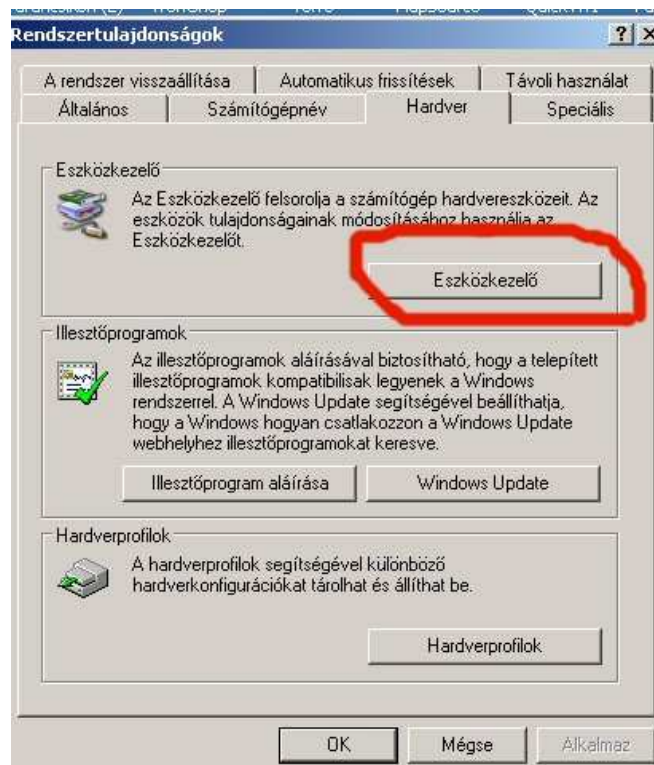 Rendszertulajdonságok
A rendszer visszaállítása Automatikus frissítések Távoli használat
Általános Számítógépnév Hardver Speciális
Eszközkezelő
Az Eszközkezelő felsorolja a számítógép hardvereszközeit. Az
eszközök tulajdonságainak módosításához használja az
Eszközkezelőt.
Eszközkezelő
Illesztőprogramok
Az illesztőprogramok aláírásával biztosítható, hogy a telepített
illesztőprogramok kompatibilisak legyenek a Windows
rendszerrel. A Windows Update segítségével beállíthatja,
hogy a Windows hogyan csatlakozzon a Windows Update
webhelyhez illesztőprogramokat keresve.
Illesztőprogram aláírása Windows Update
Hardverprofilok
A hardverprofilok segítségével különböző
hardverkonfigurációkat tárolhat és állíthat be.
Hardverprofilok
OK Mégse Alkalmaz